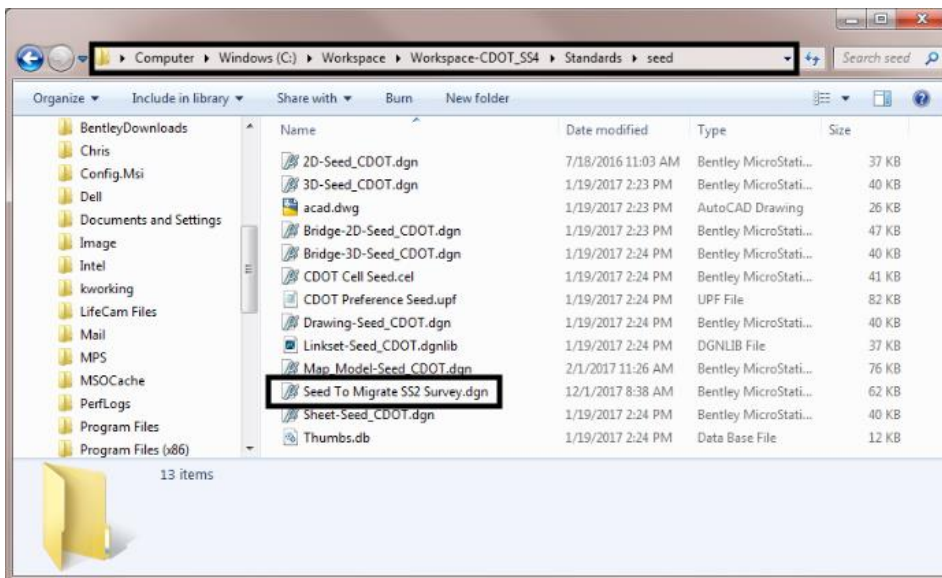 Computer Windows (C:) Workspace Workspace-CDOT_SS4 Standards seed Search seed
Organize Include in library Share with Burn New folder
BentleyDownloads
Chris
Config.Msi
Dell
Documents and Settings
Image
Intel
kworking
LifeCam Files
Mail
MPS
MSOCache
PerfLogs
Program Files
Program Files (x86)
Name Date modified Type Size
2D-Seed_CDOT.dgn 7/18/2016 11:03 AM Bentley MicroStati... 37 KB
3D-Seed_CDOT.dgn 1/19/2017 2:23 PM Bentley MicroStati... 40 KB
acad.dwg 1/19/2017 2:23 PM AutoCAD Drawing 26 KB
Bridge-2D-Seed_CDOT.dgn 1/19/2017 2:23 PM Bentley MicroStati... 47 KB
Bridge-3D-Seed_CDOT.dgn 1/19/2017 2:24 PM Bentley MicroStati... 40 KB
CDOT Cell Seed.cel 1/19/2017 2:24 PM Bentley MicroStati... 41 KB
CDOT Preference Seed.upf 1/19/2017 2:24 PM UPF File 82 KB
Drawing-Seed_CDOT.dgn 1/19/2017 2:24 PM Bentley MicroStati... 40 KB
Linkset-Seed_CDOT.dgnlib 1/19/2017 2:24 PM DGNLIB File 37 KB
Map_Model-Seed_CDOT.dgn 2/1/2017 11:26 AM Bentley MicroStati... 76 KB
Seed To Migrate SS2 Survey.dgn 12/1/2017 8:38 AM Bentley MicroStati... 62 KB
Sheet-Seed_CDOT.dgn 1/19/2017 2:24 PM Bentley MicroStati... 40 KB
Thumbs.db 1/19/2017 2:24 PM Data Base File 12 KB
13 items